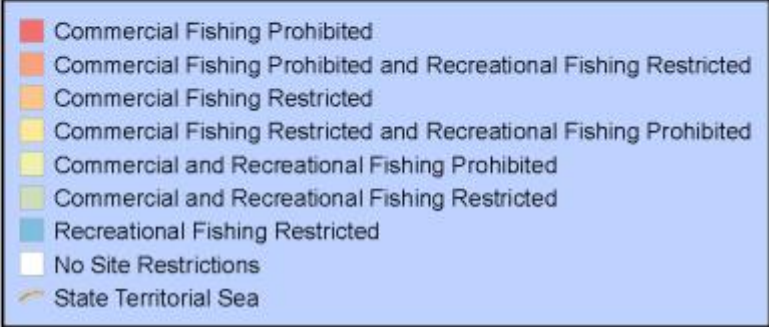 Commercial Fishing Prohibited
Commercial Fishing Prohibited and Recreational Fishing Restricted
Commercial Fishing Restricted
Commercial Fishing Restricted and Recreational Fishing Prohibited
Commercial and Recreational Fishing Prohibited
Commercial and Recreational Fishing Restricted
Recreational Fishing Restricted
No Site Restrictions
State Territorial Sea